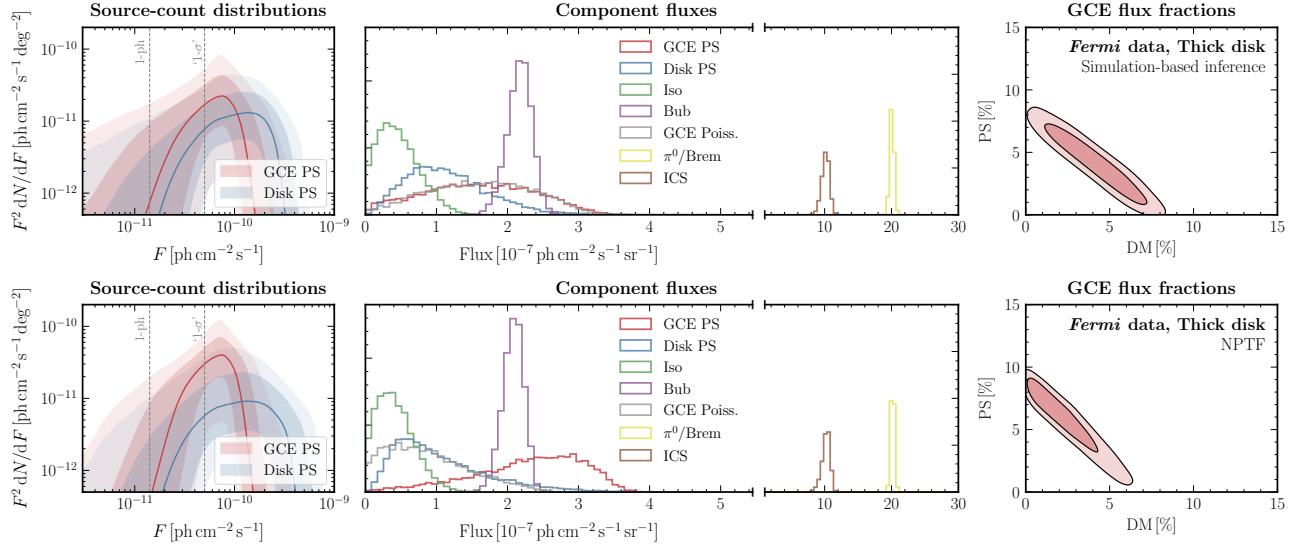 Source-count distributions
10⁻¹⁰
10⁻¹¹
10⁻¹²
F² dN/dF [ph cm⁻² s⁻¹ deg⁻²]
1-ph
'1-σ'
GCE PS
Disk PS
10⁻¹¹
10⁻¹⁰
10⁻⁹
F [ph cm⁻² s⁻¹]
Component fluxes
GCE PS
Disk PS
Iso
Bub
GCE Poiss.
π⁰/Brem
ICS
0
1
2
3
4
5
10
20
30
Flux [10⁻⁷ ph cm⁻² s⁻¹ sr⁻¹]
GCE flux fractions
Fermi data, Thick disk
Simulation-based inference
15
10
5
0
PS [%]
0
5
10
15
DM [%]
Source-count distributions
10⁻¹⁰
10⁻¹¹
10⁻¹²
F² dN/dF [ph cm⁻² s⁻¹ deg⁻²]
1-ph
'1-σ'
GCE PS
Disk PS
10⁻¹¹
10⁻¹⁰
10⁻⁹
F [ph cm⁻² s⁻¹]
Component fluxes
GCE PS
Disk PS
Iso
Bub
GCE Poiss.
π⁰/Brem
ICS
0
1
2
3
4
5
10
20
30
Flux [10⁻⁷ ph cm⁻² s⁻¹ sr⁻¹]
GCE flux fractions
Fermi data, Thick disk
NPTF
15
10
5
0
PS [%]
0
5
10
15
DM [%]